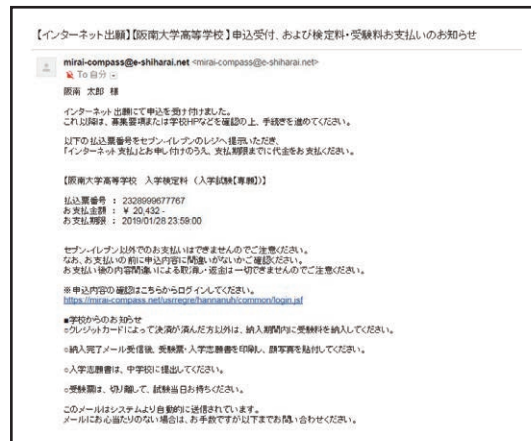 【インターネット出願】【阪南大学高等学校】申込受付、および検定料・受験料お支払いのお知らせ
mirai-compass@e-shiharai.net <mirai-compass@e-shiharai.net>
To 自分
阪南 太郎 様
インターネット出願にて申込を受け付けました。
これ以降は、募集要項または学校HPなどを確認の上、手続きを進めてください。
以下の払込票番号をセブン-イレブンのレジへ提示いただき、
「インターネット支払」とお申し付けのうえ、支払期限までに代金をお支払ください。
【阪南大学高等学校 入学検定料 (入学試験【専願】)】
払込票番号 : 2328999677767
お支払金額 : ¥ 20,432 -
お支払期限 : 2019/01/28 23:59:00
セブン-イレブン以外でのお支払いはできませんのでご注意ください。
なお、お支払いの前に申込内容に間違いがないかご確認ください。
お支払い後の内容間違いによる取消し・返金は一切できませんのでご注意ください。
※申込内容の確認はこちらからログインしてください。
https://mirai-compass.net/usr/regre/hannanuh/common/login.jsf
■学校からのお知らせ
○クレジットカードによって決済が済んだ方以外は、納入期間内に受験料を納入してください。
○納入完了メール受信後、受験票・入学志願書を印刷し、顔写真を貼付してください。
○入学志願書は、中学校に提出してください。
○受験票は、切り離して、試験当日お持ちください。
このメールはシステムより自動的に送信されています。
メールにお心当たりのない場合は、お手数ですが以下までお問い合わせください。